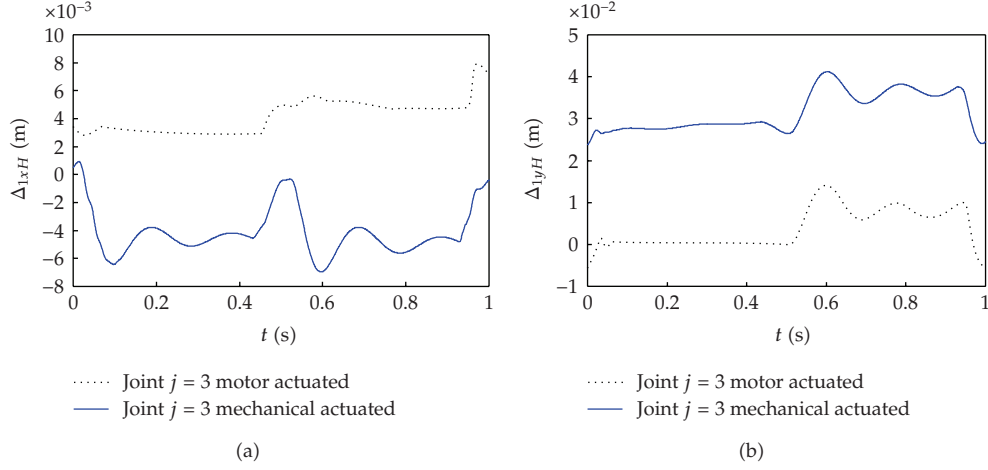 ×10⁻³
10
8
6
4
2
0
−2
−4
−6
−8
Δ₁ₓH (m)
0 0.2 0.4 0.6 0.8 1
t (s)
Joint j = 3 motor actuated
Joint j = 3 mechanical actuated
(a)
×10⁻²
5
4
3
2
1
0
−1
Δ₁yH (m)
0 0.2 0.4 0.6 0.8 1
t (s)
Joint j = 3 motor actuated
Joint j = 3 mechanical actuated
(b)